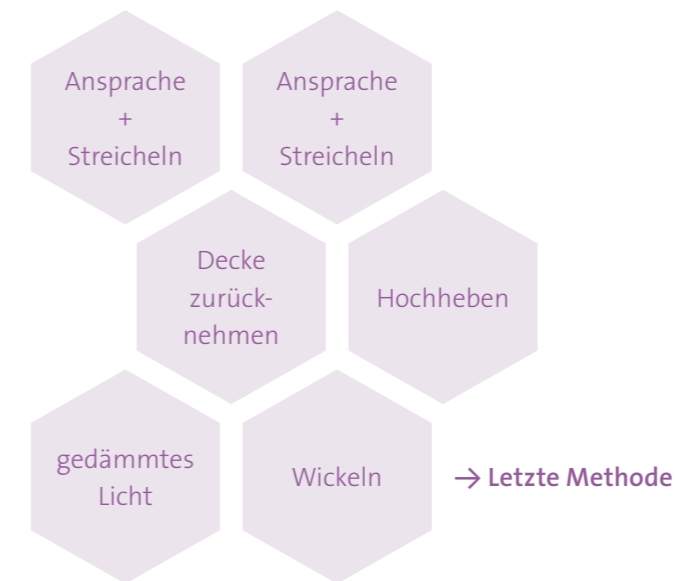 Ansprache
+
Streicheln
Ansprache
+
Streicheln
Decke
zurück-
nehmen
Hochheben
gedämmtes
Licht
Wickeln
→ Letzte Methode